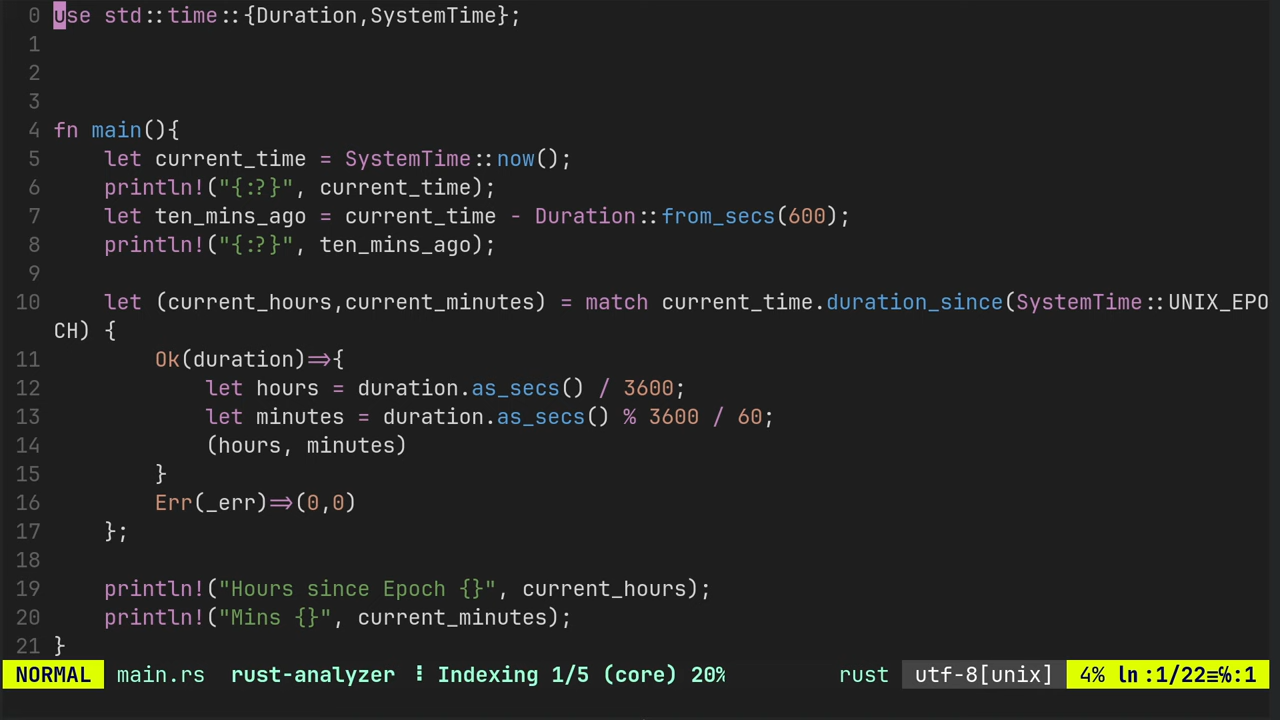 0 use std::time::{Duration,SystemTime};
1
2
3
4 fn main(){
5     let current_time = SystemTime::now();
6     println!("{:?}", current_time);
7     let ten_mins_ago = current_time - Duration::from_secs(600);
8     println!("{:?}", ten_mins_ago);
9
10     let (current_hours,current_minutes) = match current_time.duration_since(SystemTime::UNIX_EPO
CH) {
11         Ok(duration)=>{
12             let hours = duration.as_secs() / 3600;
13             let minutes = duration.as_secs() % 3600 / 60;
14             (hours, minutes)
15         }
16         Err(_err)=>(0,0)
17     };
18
19     println!("Hours since Epoch {}", current_hours);
20     println!("Mins {}", current_minutes);
21 }
NORMAL main.rs rust-analyzer ⋮ Indexing 1/5 (core) 20% rust utf-8[unix] 4% ln :1/22≡℅:1